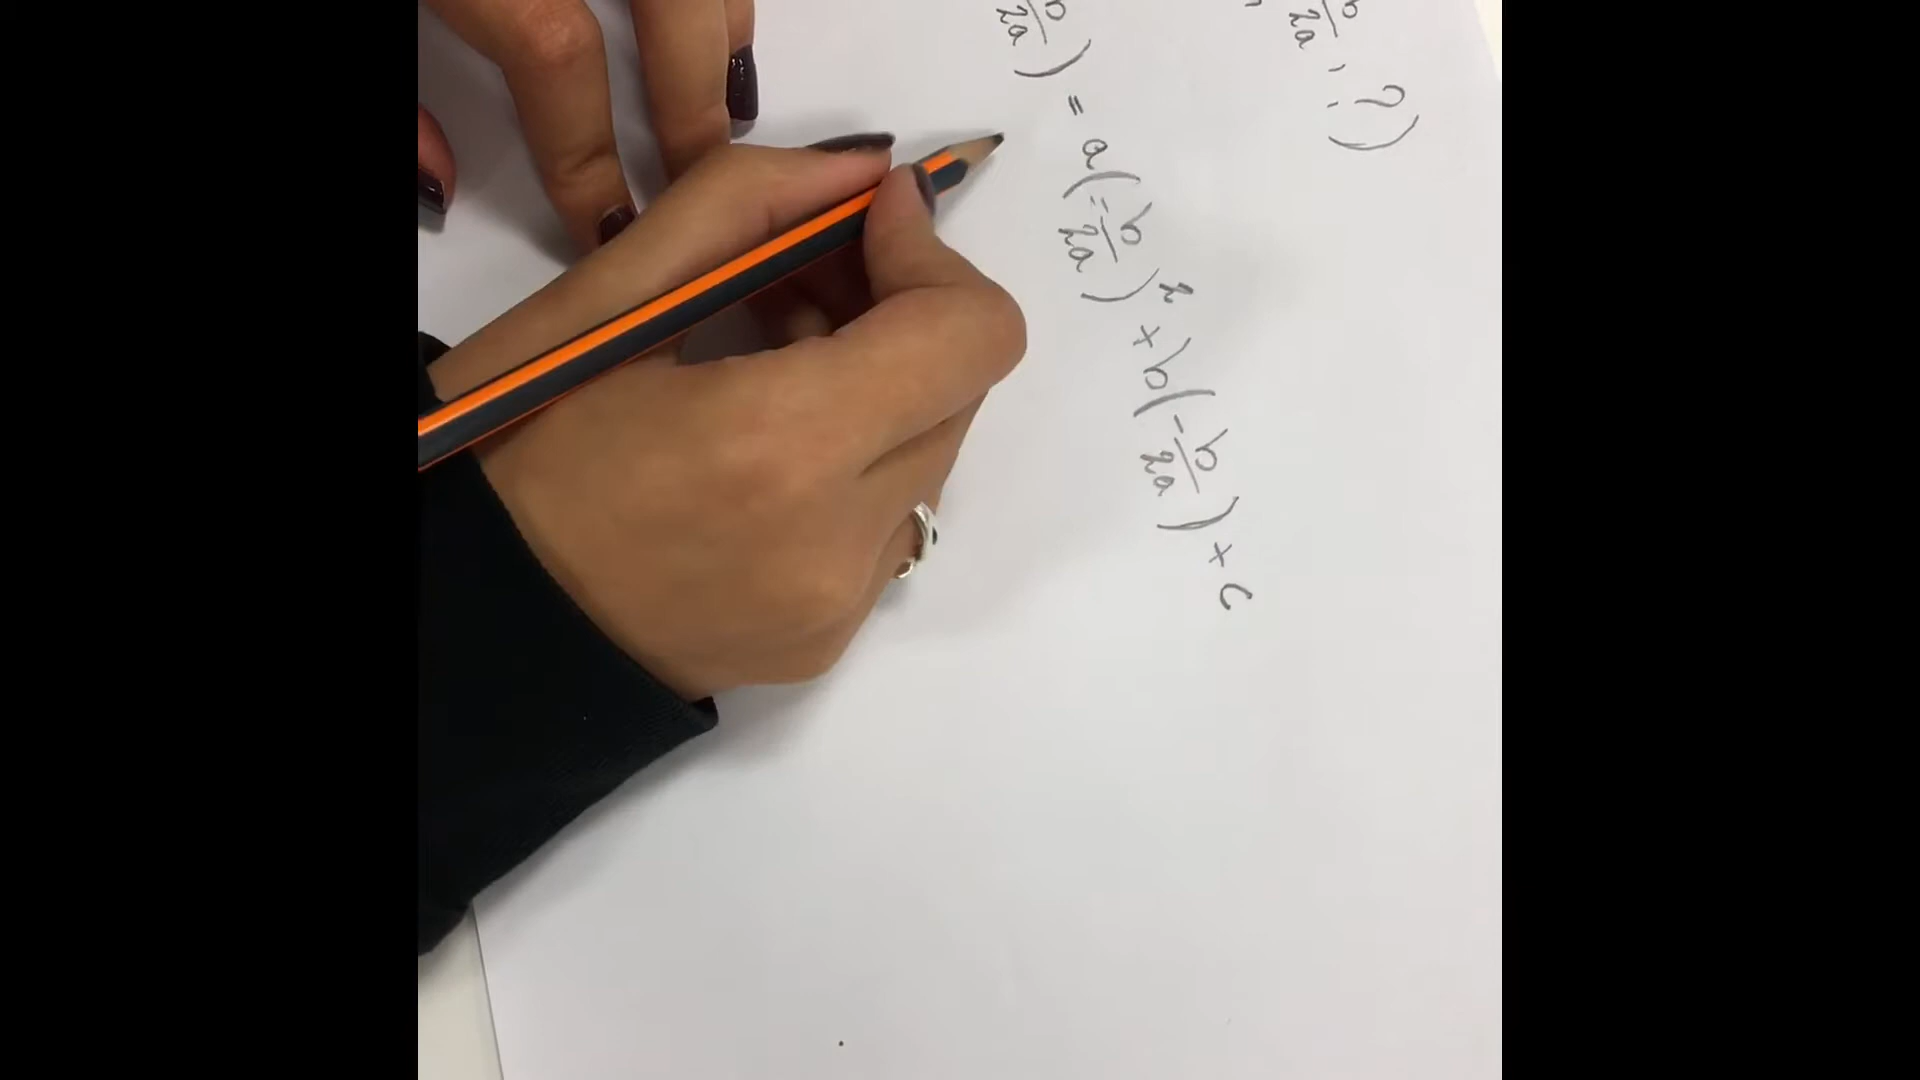 b/2a ; ?)
b/2a) = a(-b/2a)² + b(-b/2a) + c